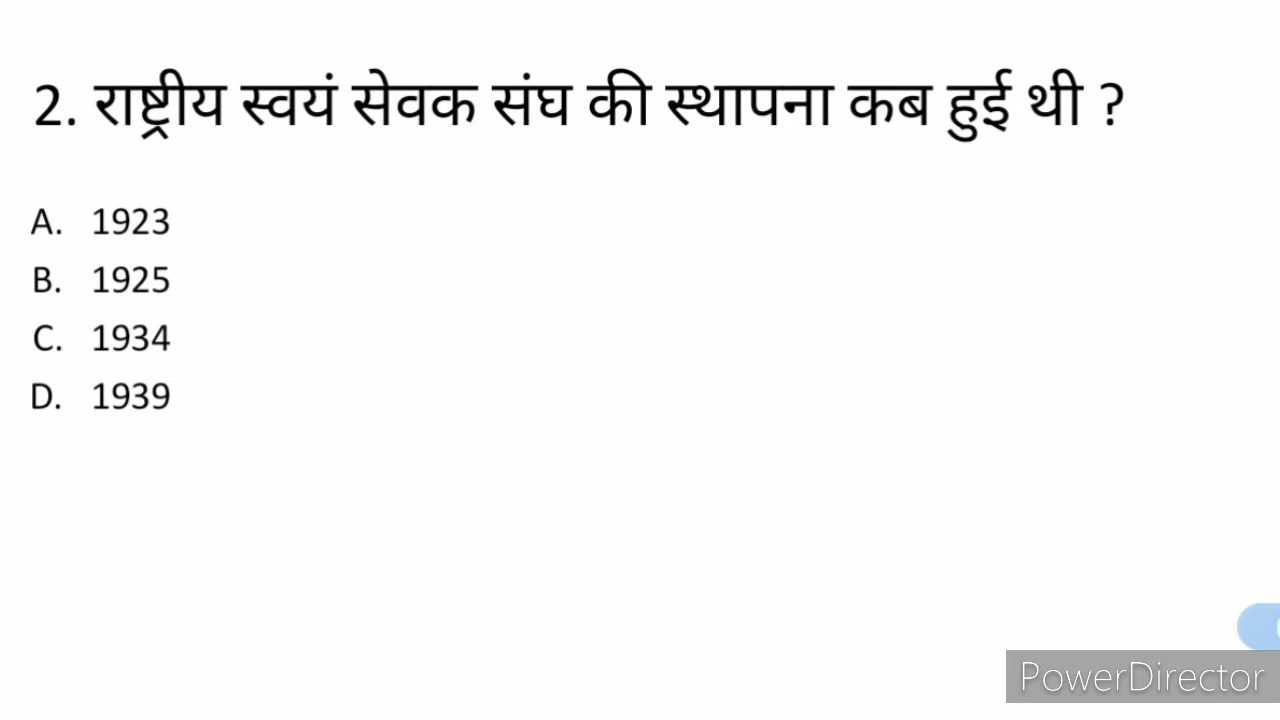 2. राष्ट्रीय स्वयं सेवक संघ की स्थापना कब हुई थी ?
A. 1923
B. 1925
C. 1934
D. 1939
PowerDirector